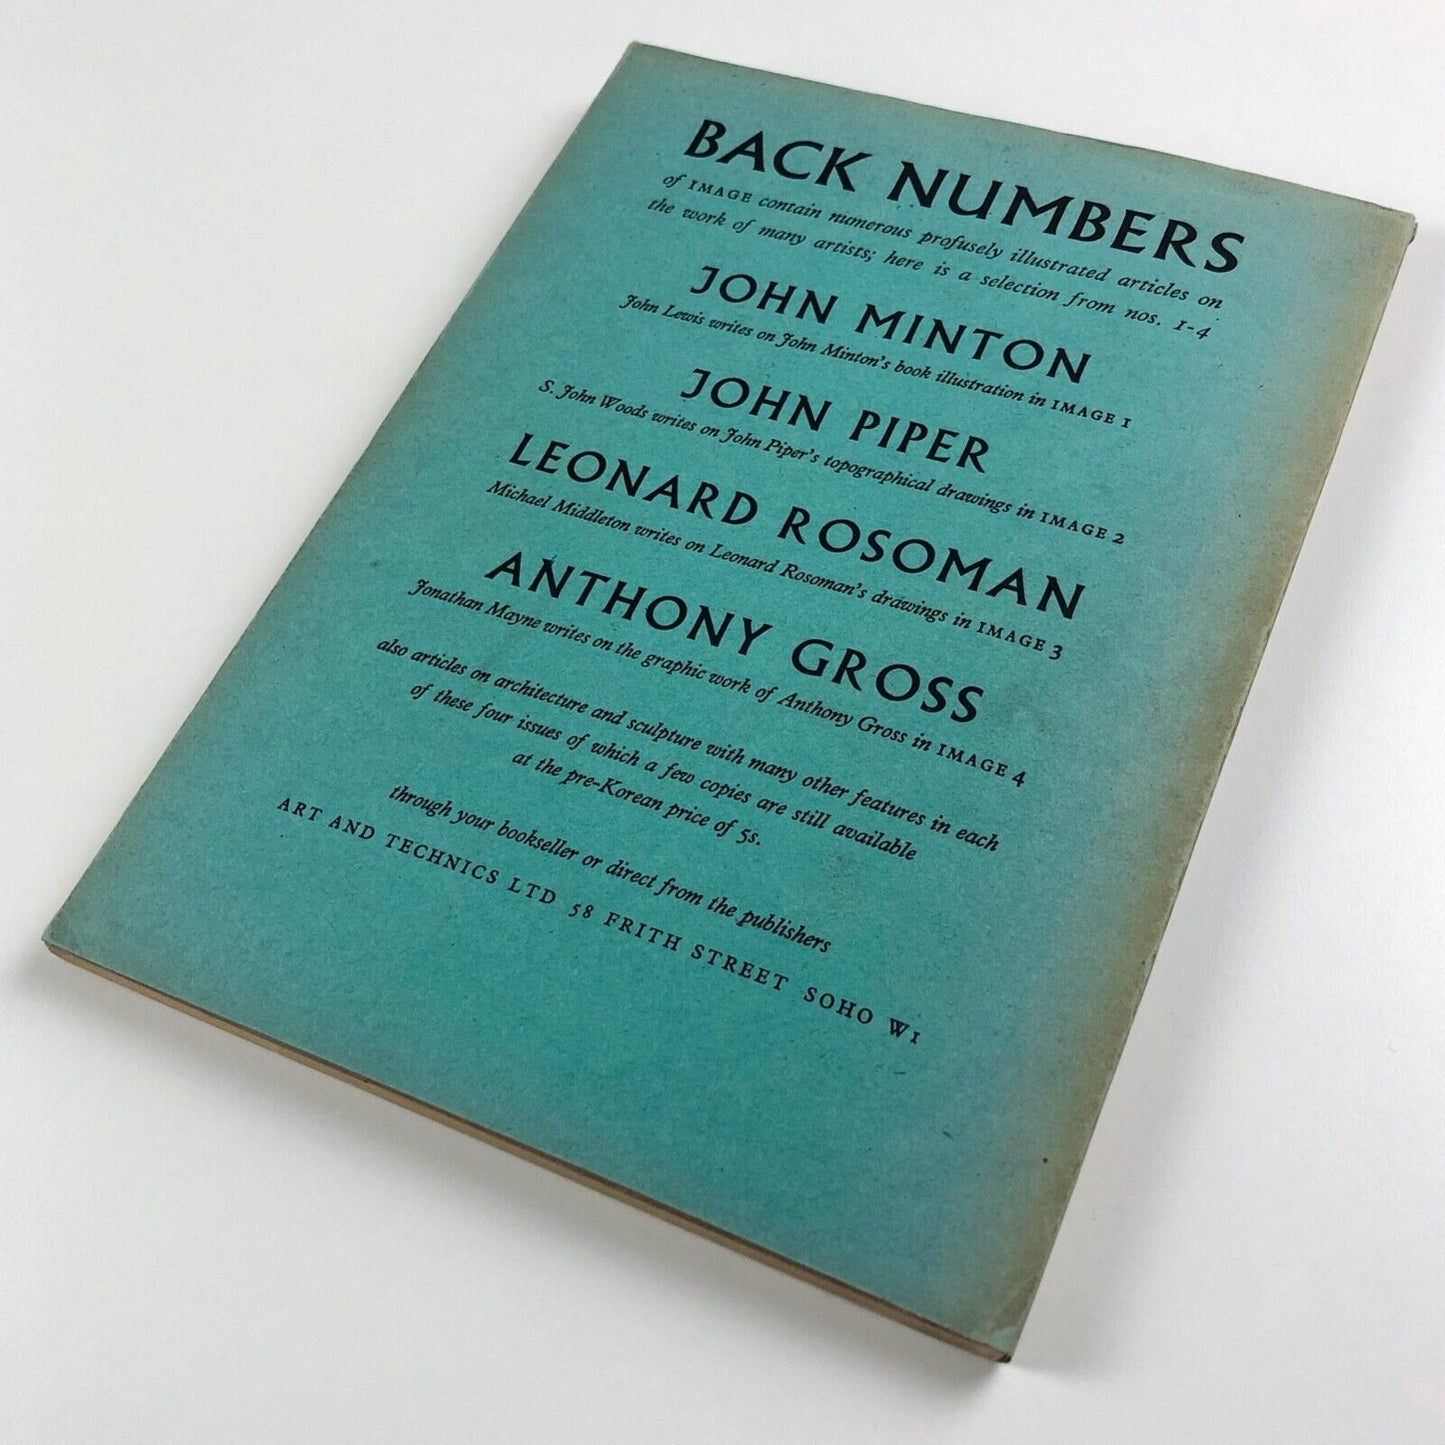 BACK NUMBERS
of IMAGE contain numerous profusely illustrated articles on
the work of many artists; here is a selection from nos. 1-4
JOHN MINTON
John Lewis writes on John Minton's book illustration in IMAGE 1
JOHN PIPER
S. John Woods writes on John Piper's topographical drawings in IMAGE 2
LEONARD ROSOMAN
Michael Middleton writes on Leonard Rosoman's drawings in IMAGE 3
ANTHONY GROSS
Jonathan Mayne writes on the graphic work of Anthony Gross in IMAGE 4
also articles on architecture and sculpture with many other features in each
of these four issues of which a few copies are still available
at the pre-Korean price of 5s.
through your bookseller or direct from the publishers
ART AND TECHNICS LTD 58 FRITH STREET SOHO W1